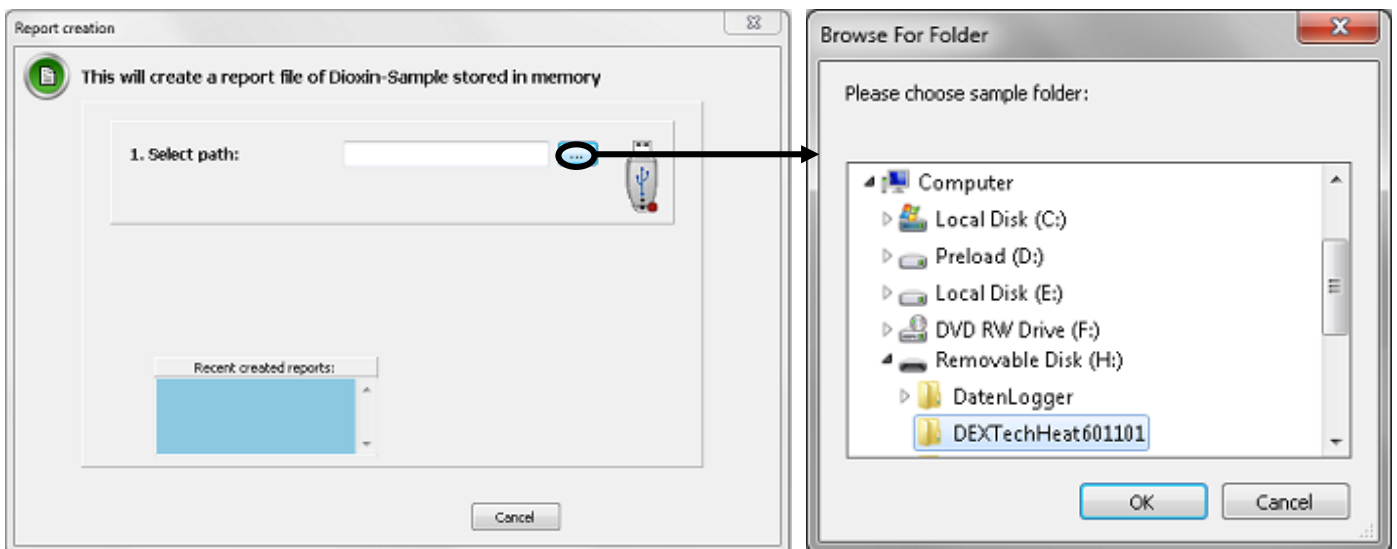 Report creation
This will create a report file of Dioxin-Sample stored in memory
1. Select path:
...
Recent created reports:
Cancel
Browse For Folder
Please choose sample folder:
Computer
Local Disk (C:)
Preload (D:)
Local Disk (E:)
DVD RW Drive (F:)
Removable Disk (H:)
DatenLogger
DEXTechHeat601101
OK
Cancel